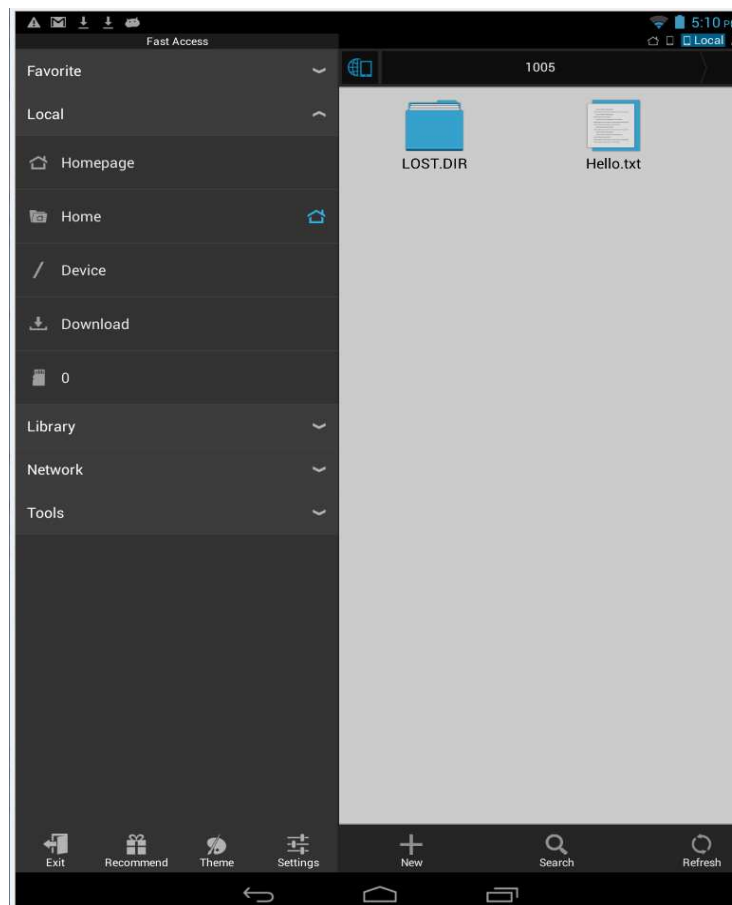 5:10 P
Fast Access
Local
Favorite
1005
Local
Homepage
LOST.DIR
Hello.txt
Home
Device
Download
0
Library
Network
Tools
Exit
Recommend
Theme
Settings
New
Search
Refresh